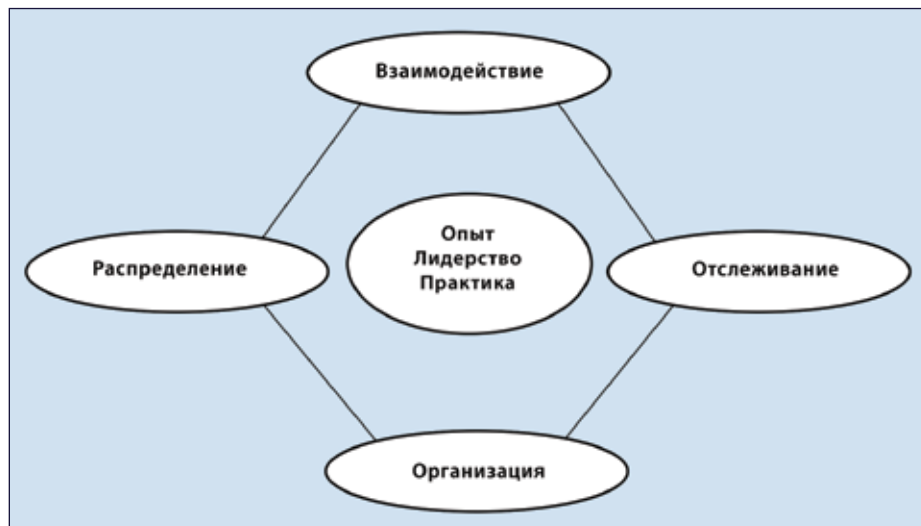 Взаимодействие
Распределение
Опыт
Лидерство
Практика
Отслеживание
Организация